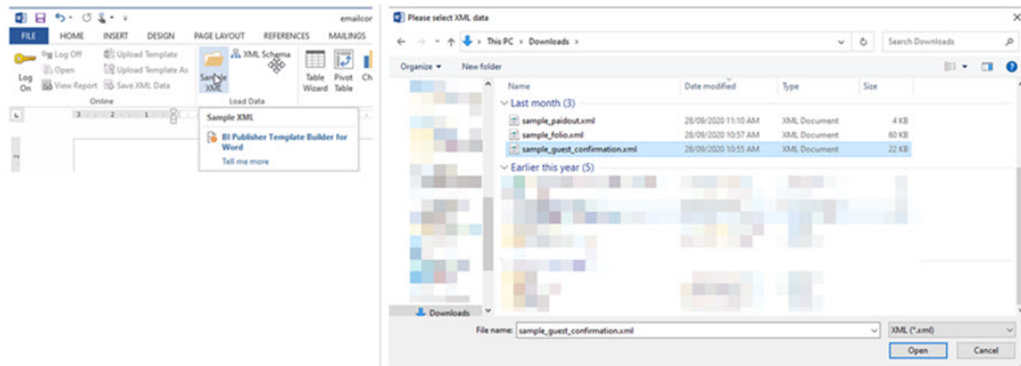 emailcor
FILE HOME INSERT DESIGN PAGE LAYOUT REFERENCES MAILINGS
Log On
Log Off
Open
View Report
Upload Template
Upload Template As
Save XML Data
Online
Sample XML
XML Schema
Load Data
Table Wizard
Pivot Table
Ch
3 2 1
Sample XML
BI Publisher Template Builder for
Word
Tell me more
Please select XML data
This PC > Downloads >
Search Downloads
Organize New folder
Name Date modified Type Size
Last month (3)
sample_paidout.xml 28/09/2020 11:10 AM XML Document 4 KB
sample_folio.xml 28/09/2020 10:57 AM XML Document 60 KB
sample_guest_confirmation.xml 28/09/2020 10:55 AM XML Document 22 KB
Earlier this year (5)
Downloads
File name: sample_guest_confirmation.xml XML (*.xml)
Open Cancel